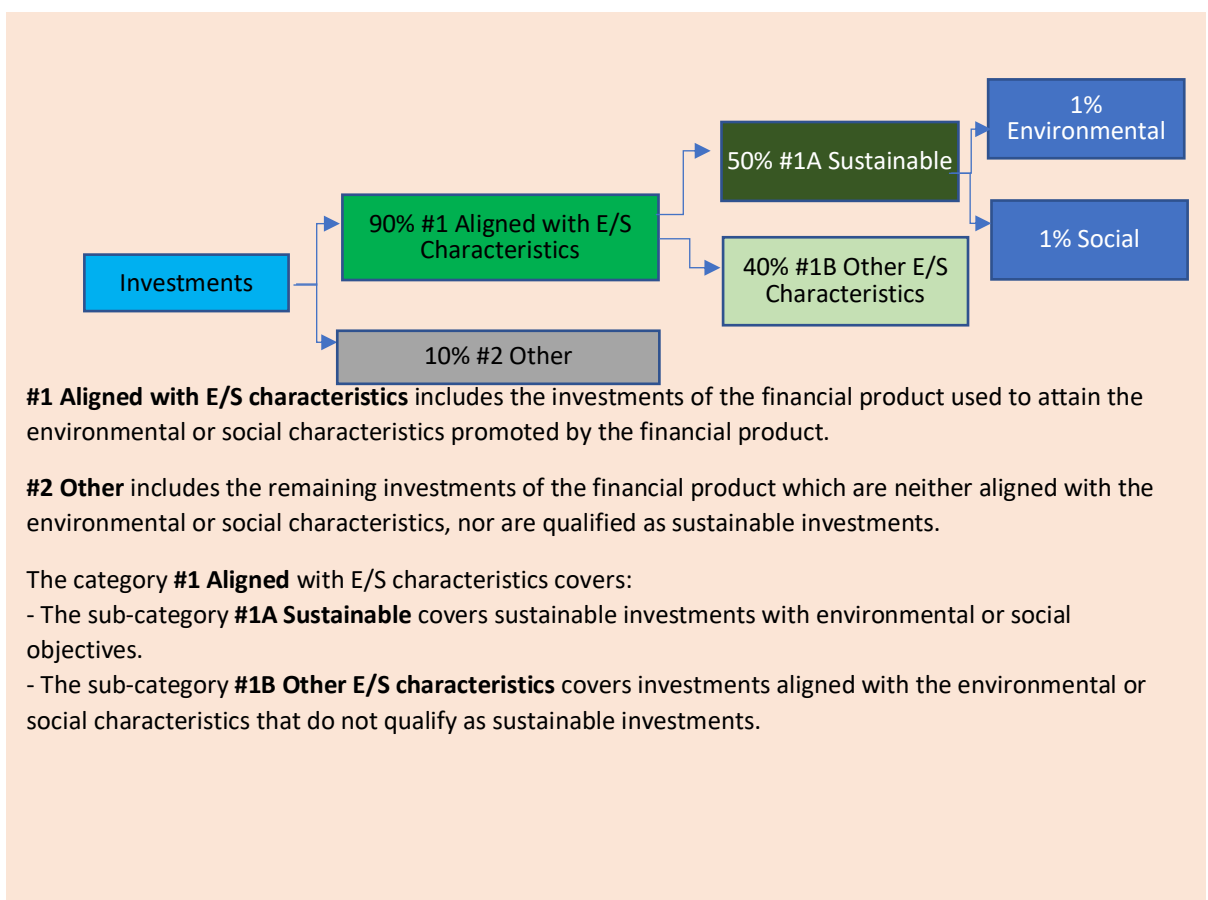 1%
Environmental
50% #1A Sustainable
90% #1 Aligned with E/S
Characteristics
1% Social
40% #1B Other E/S
Characteristics
Investments
10% #2 Other
#1 Aligned with E/S characteristics includes the investments of the financial product used to attain the
environmental or social characteristics promoted by the financial product.
#2 Other includes the remaining investments of the financial product which are neither aligned with the
environmental or social characteristics, nor are qualified as sustainable investments.
The category #1 Aligned with E/S characteristics covers:
- The sub-category #1A Sustainable covers sustainable investments with environmental or social
objectives.
- The sub-category #1B Other E/S characteristics covers investments aligned with the environmental or
social characteristics that do not qualify as sustainable investments.